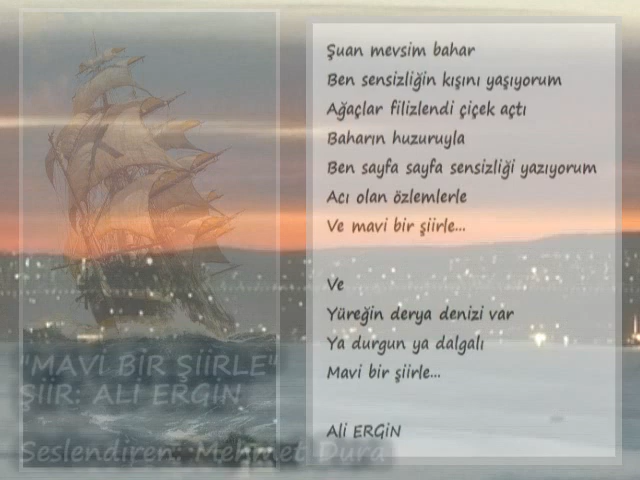 Şuan mevsim bahar
Ben sensizliğin kışını yaşıyorum
Ağaçlar filizlendi çiçek açtı
Baharın huzuruyla
Ben sayfa sayfa sensizliği yazıyorum
Acı olan özlemlerle
Ve mavi bir şiirle...
Ve
Yüreğin derya denizi var
Ya durgun ya dalgalı
Mavi bir şiirle...
Ali ERGİN
"MAVİ BİR ŞİİRLE"
ŞİİR: ALİ ERGİN
Seslendiren: Mehmet Dura